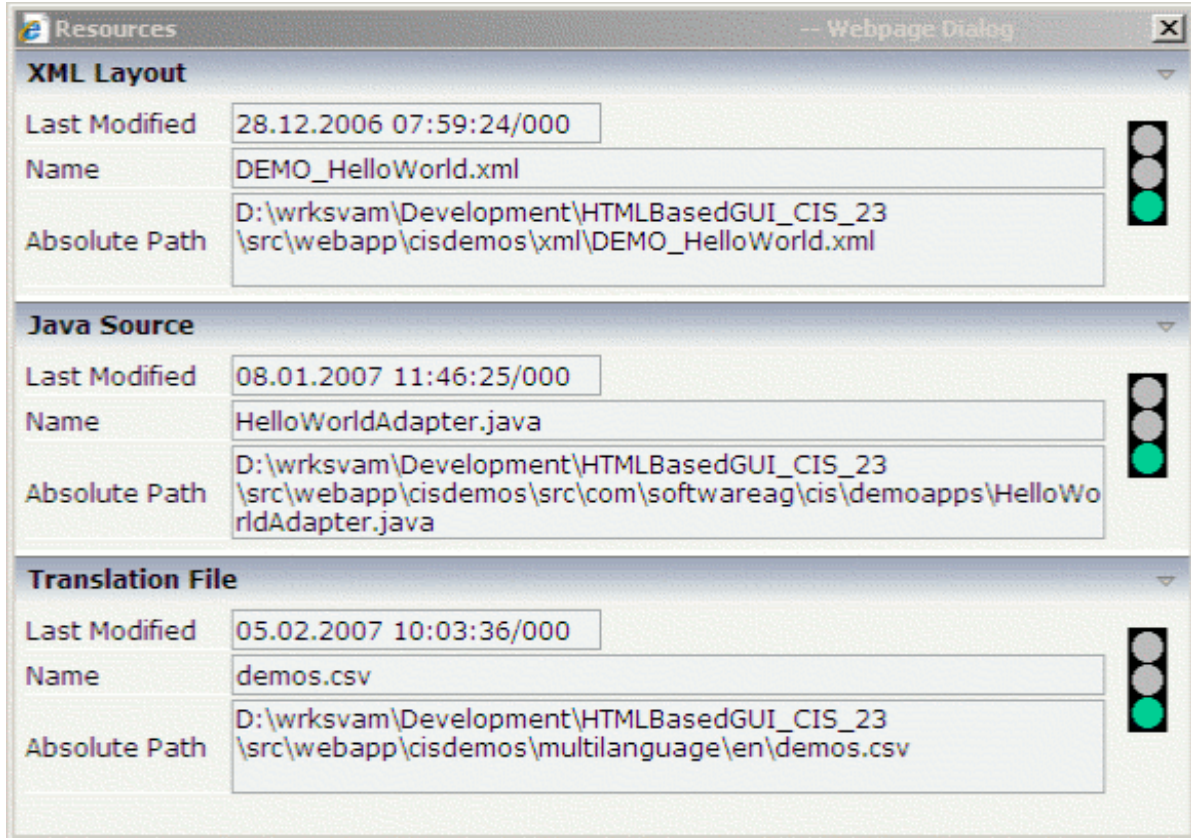 Resources -- Webpage Dialog
XML Layout
Last Modified 28.12.2006 07:59:24/000
Name DEMO_HelloWorld.xml
Absolute Path D:\wrksvam\Development\HTMLBasedGUI_CIS_23
\src\webapp\cisdemos\xml\DEMO_HelloWorld.xml
Java Source
Last Modified 08.01.2007 11:46:25/000
Name HelloWorldAdapter.java
Absolute Path D:\wrksvam\Development\HTMLBasedGUI_CIS_23
\src\webapp\cisdemos\src\com\softwareag\cis\demoapps\HelloWo
rldAdapter.java
Translation File
Last Modified 05.02.2007 10:03:36/000
Name demos.csv
Absolute Path D:\wrksvam\Development\HTMLBasedGUI_CIS_23
\src\webapp\cisdemos\multilanguage\en\demos.csv